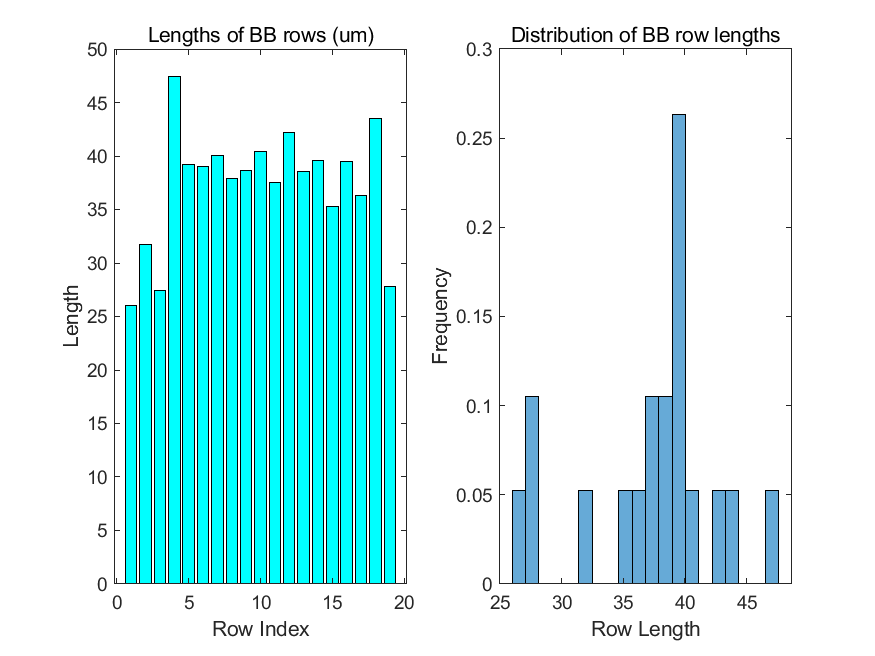 Lengths of BB rows (um)
50
45
40
35
30
25
20
15
10
5
0
Length
0 5 10 15 20
Row Index
Distribution of BB row lengths
0.3
0.25
0.2
0.15
0.1
0.05
0
Frequency
25 30 35 40 45
Row Length